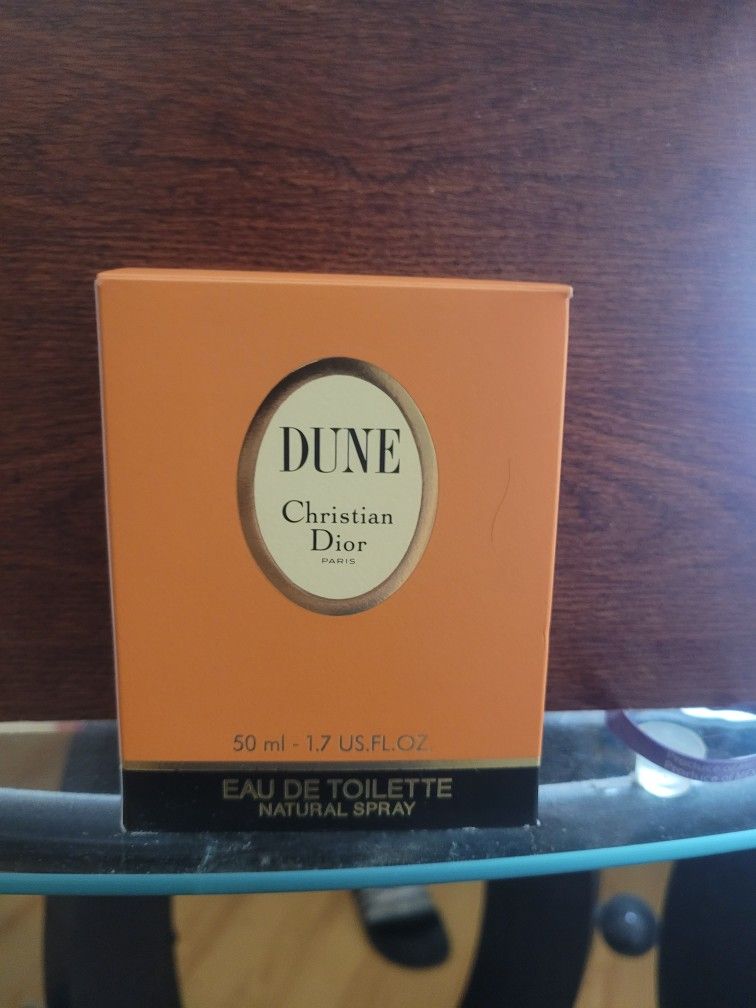 DUNE
Christian
Dior
PARIS
50 ml - 1.7 US.FL.OZ.
EAU DE TOILETTE
NATURAL SPRAY